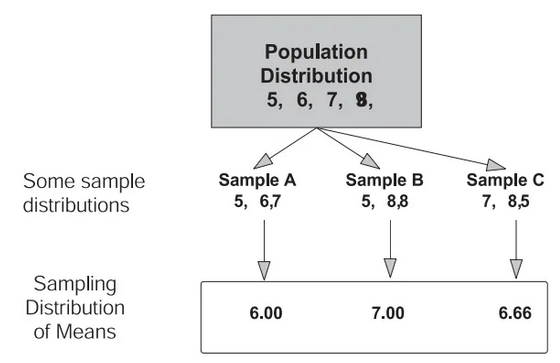 Population
Distribution
5, 6, 7, 8,
Some sample
distributions
Sample A
5, 6,7
Sample B
5, 8,8
Sample C
7, 8,5
Sampling
Distribution
of Means
6.00
7.00
6.66